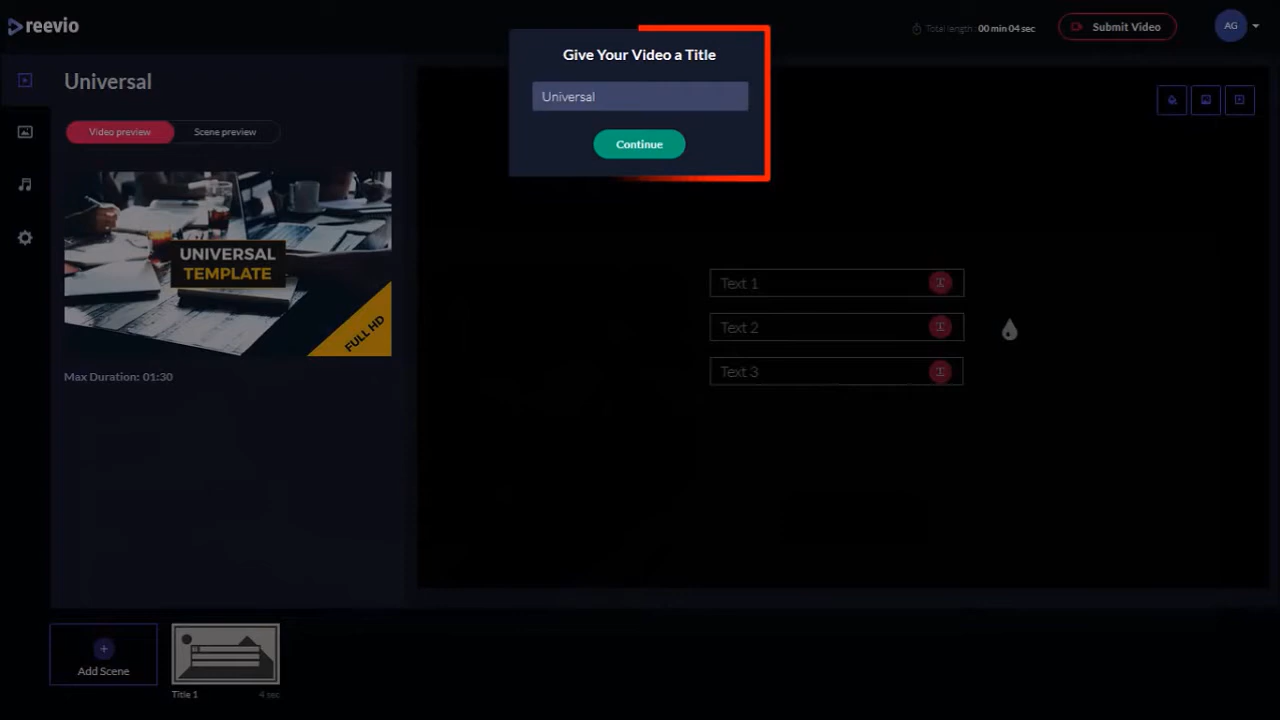 reevio
Total length: 00 min 04 sec
Submit Video
AG
Give Your Video a Title
Universal
Continue
Universal
Video preview
Scene preview
UNIVERSAL
TEMPLATE
FULL HD
Max Duration: 01:30
Text 1
T
Text 2
T
Text 3
T
+
Add Scene
Title 1
4 sec